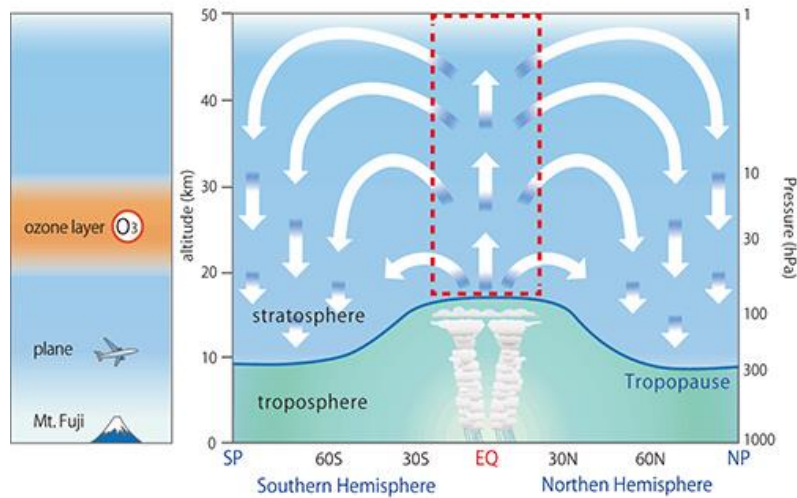 ozone layer O3
plane
Mt. Fuji
altitude (km)
50
40
30
20
10
0
stratosphere
troposphere
Tropopause
1
10
30
100
300
1000
Pressure (hPa)
SP
60S
30S
EQ
30N
60N
NP
Southern Hemisphere
Northen Hemisphere